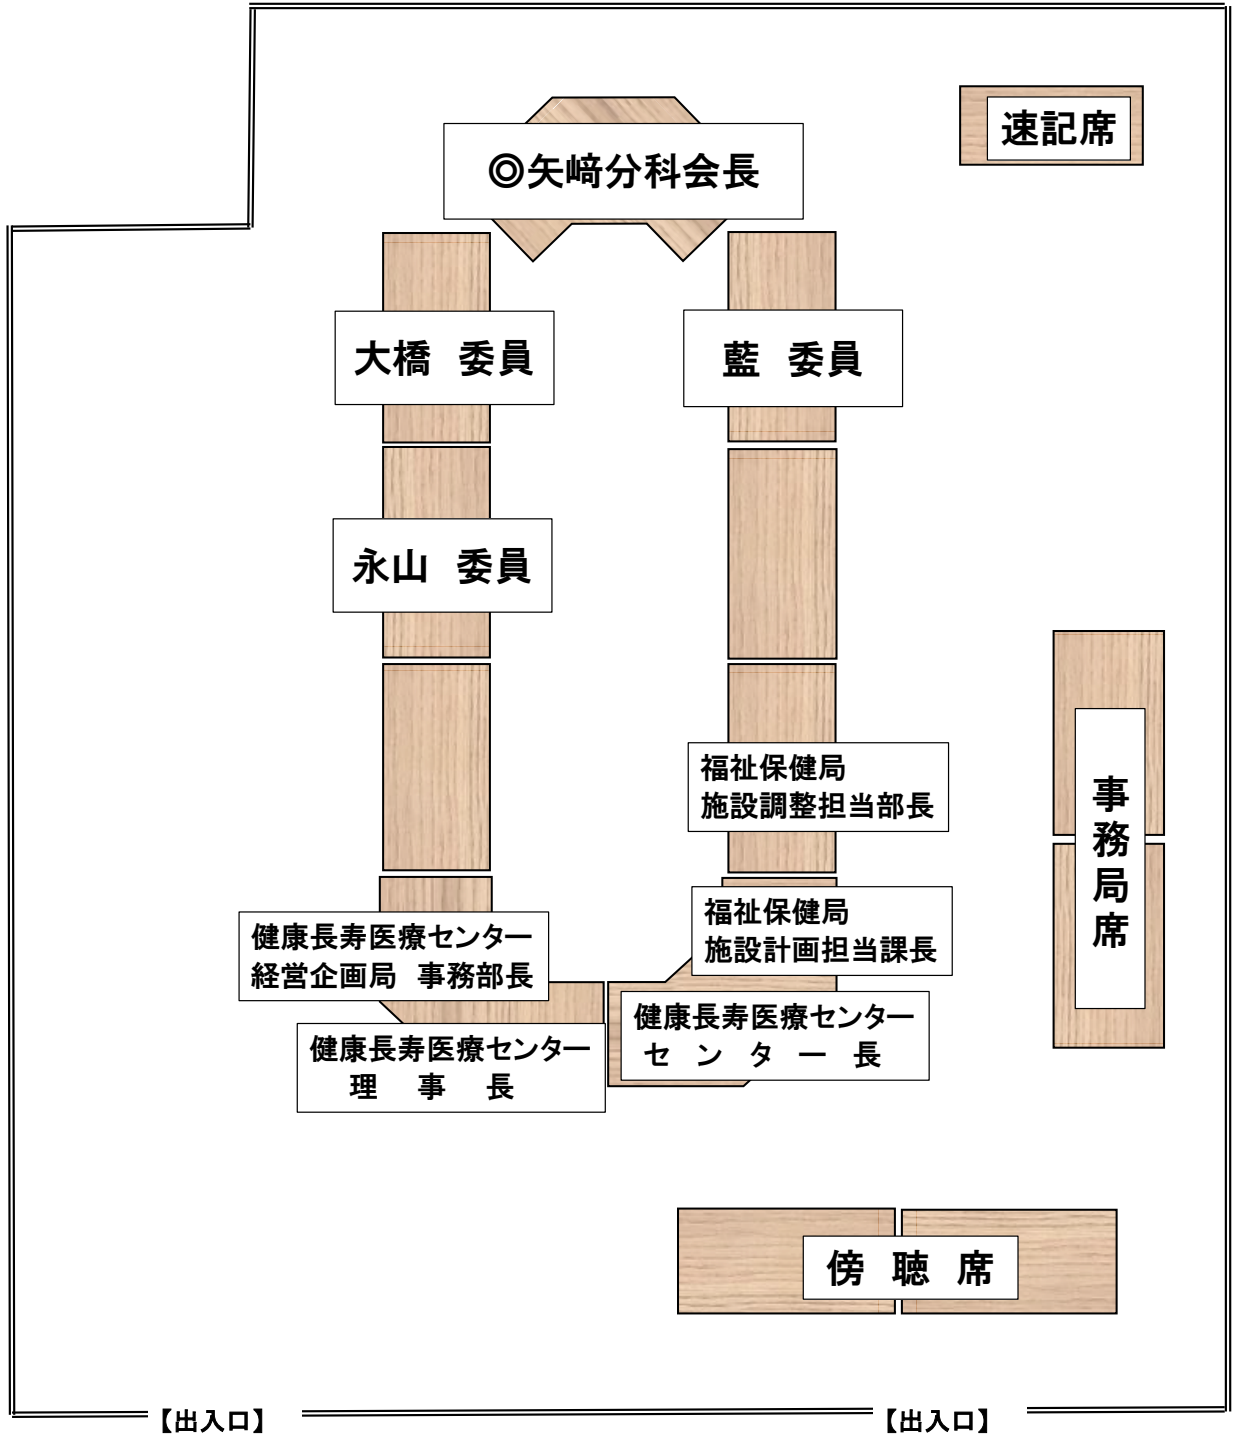 速記席
◎矢﨑分科会長
大橋　委員
藍　委員
永山　委員
福祉保健局
施設調整担当部長
事務局席
福祉保健局
施設計画担当課長
健康長寿医療センター
経営企画局　事務部長
健康長寿医療センター
センター長
健康長寿医療センター
理　事　長
傍　聴　席
【出入口】
【出入口】